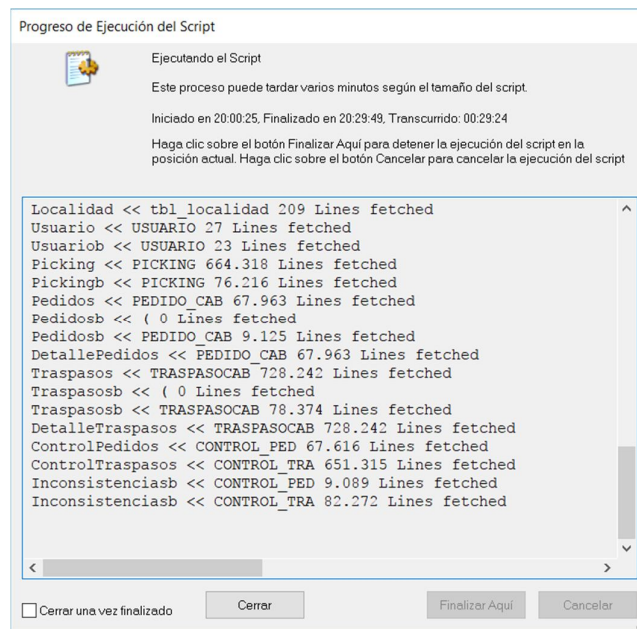 Progreso de Ejecución del Script
Ejecutando el Script
Este proceso puede tardar varios minutos según el tamaño del script.
Iniciado en 20:00:25, Finalizado en 20:29:49, Transcurrido: 00:29:24
Haga clic sobre el botón Finalizar Aquí para detener la ejecución del script en la
posición actual. Haga clic sobre el botón Cancelar para cancelar la ejecución del script
Localidad << tbl_localidad 209 Lines fetched
Usuario << USUARIO 27 Lines fetched
Usuariob << USUARIO 23 Lines fetched
Picking << PICKING 664.318 Lines fetched
Pickingb << PICKING 76.216 Lines fetched
Pedidos << PEDIDO_CAB 67.963 Lines fetched
Pedidosb << ( 0 Lines fetched
Pedidosb << PEDIDO_CAB 9.125 Lines fetched
DetallePedidos << PEDIDO_CAB 67.963 Lines fetched
Traspasos << TRASPASOCAB 728.242 Lines fetched
Traspasosb << ( 0 Lines fetched
Traspasosb << TRASPASOCAB 78.374 Lines fetched
DetalleTraspasos << TRASPASOCAB 728.242 Lines fetched
ControlPedidos << CONTROL_PED 67.616 Lines fetched
ControlTraspasos << CONTROL_TRA 651.315 Lines fetched
Inconsistenciasb << CONTROL_PED 9.089 Lines fetched
Inconsistenciasb << CONTROL_TRA 82.272 Lines fetched
Cerrar una vez finalizado
Cerrar
Finalizar Aquí
Cancelar